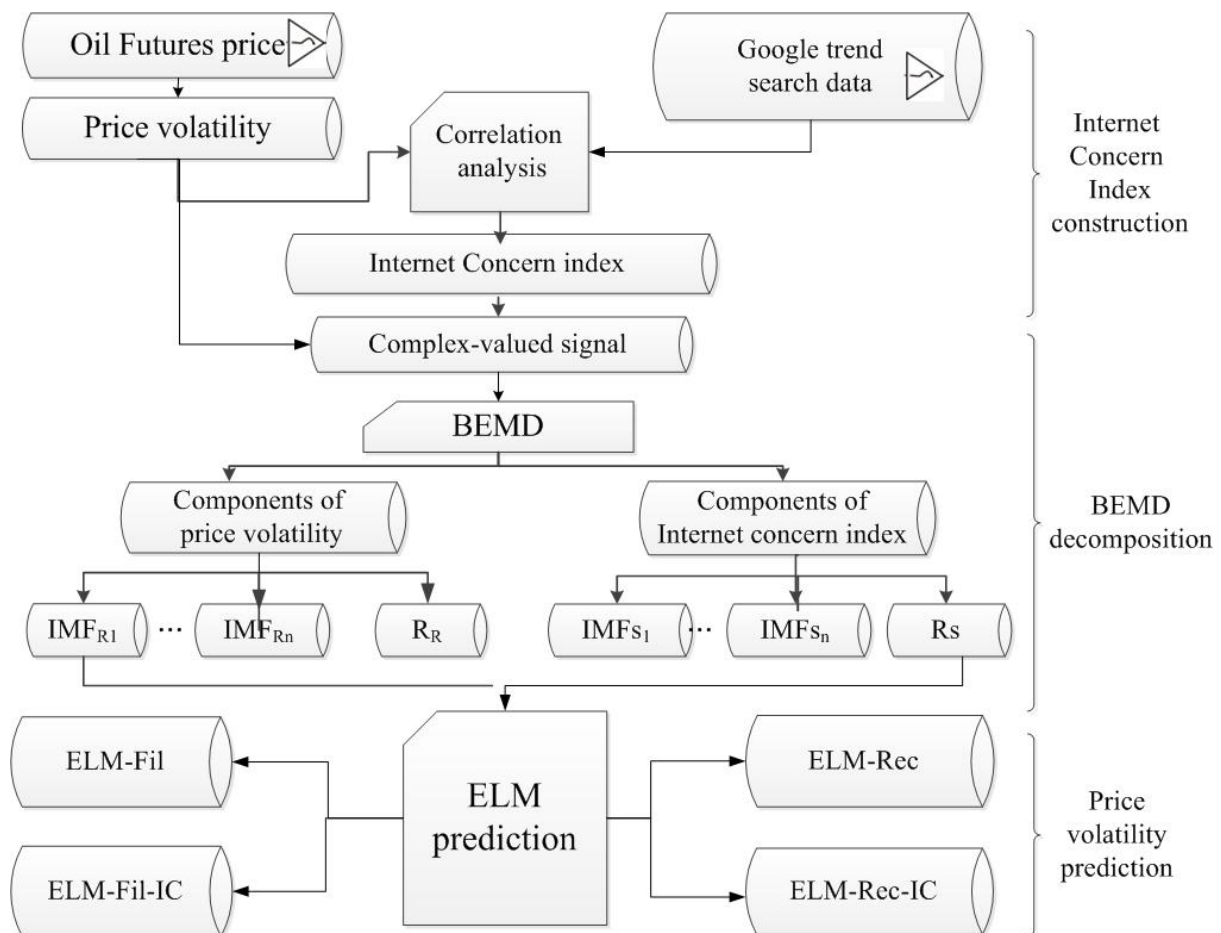 Oil Futures price
Google trend
search data
Price volatility
Correlation
analysis
Internet
Concern
Index
construction
Internet Concern index
Complex-valued signal
BEMD
Components of
price volatility
Components of
Internet concern index
BEMD
decomposition
IMF_R1 ... IMF_Rn R_R IMFs_1 ... IMFs_n Rs
ELM-Fil
ELM-Rec
ELM
prediction
ELM-Fil-IC
ELM-Rec-IC
Price
volatility
prediction